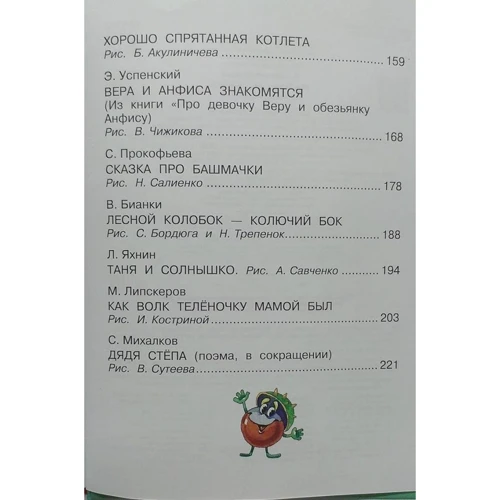 ХОРОШО СПРЯТАННАЯ КОТЛЕТА
Рис. Б. Акулиничева 159
Э. Успенский
ВЕРА И АНФИСА ЗНАКОМЯТСЯ
(Из книги «Про девочку Веру и обезьянку
Анфису)
Рис. В. Чижикова 168
С. Прокофьева
СКАЗКА ПРО БАШМАЧКИ
Рис. Н. Салиенко 178
В. Бианки
ЛЕСНОЙ КОЛОБОК — КОЛЮЧИЙ БОК
Рис. С. Бордюга и Н. Трепенок 188
Л. Яхнин
ТАНЯ И СОЛНЫШКО. Рис. А. Савченко 194
М. Липскеров
КАК ВОЛК ТЕЛЁНОЧКУ МАМОЙ БЫЛ
Рис. И. Костриной 203
С. Михалков
ДЯДЯ СТЁПА (поэма, в сокращении)
Рис. В. Сутеева 221